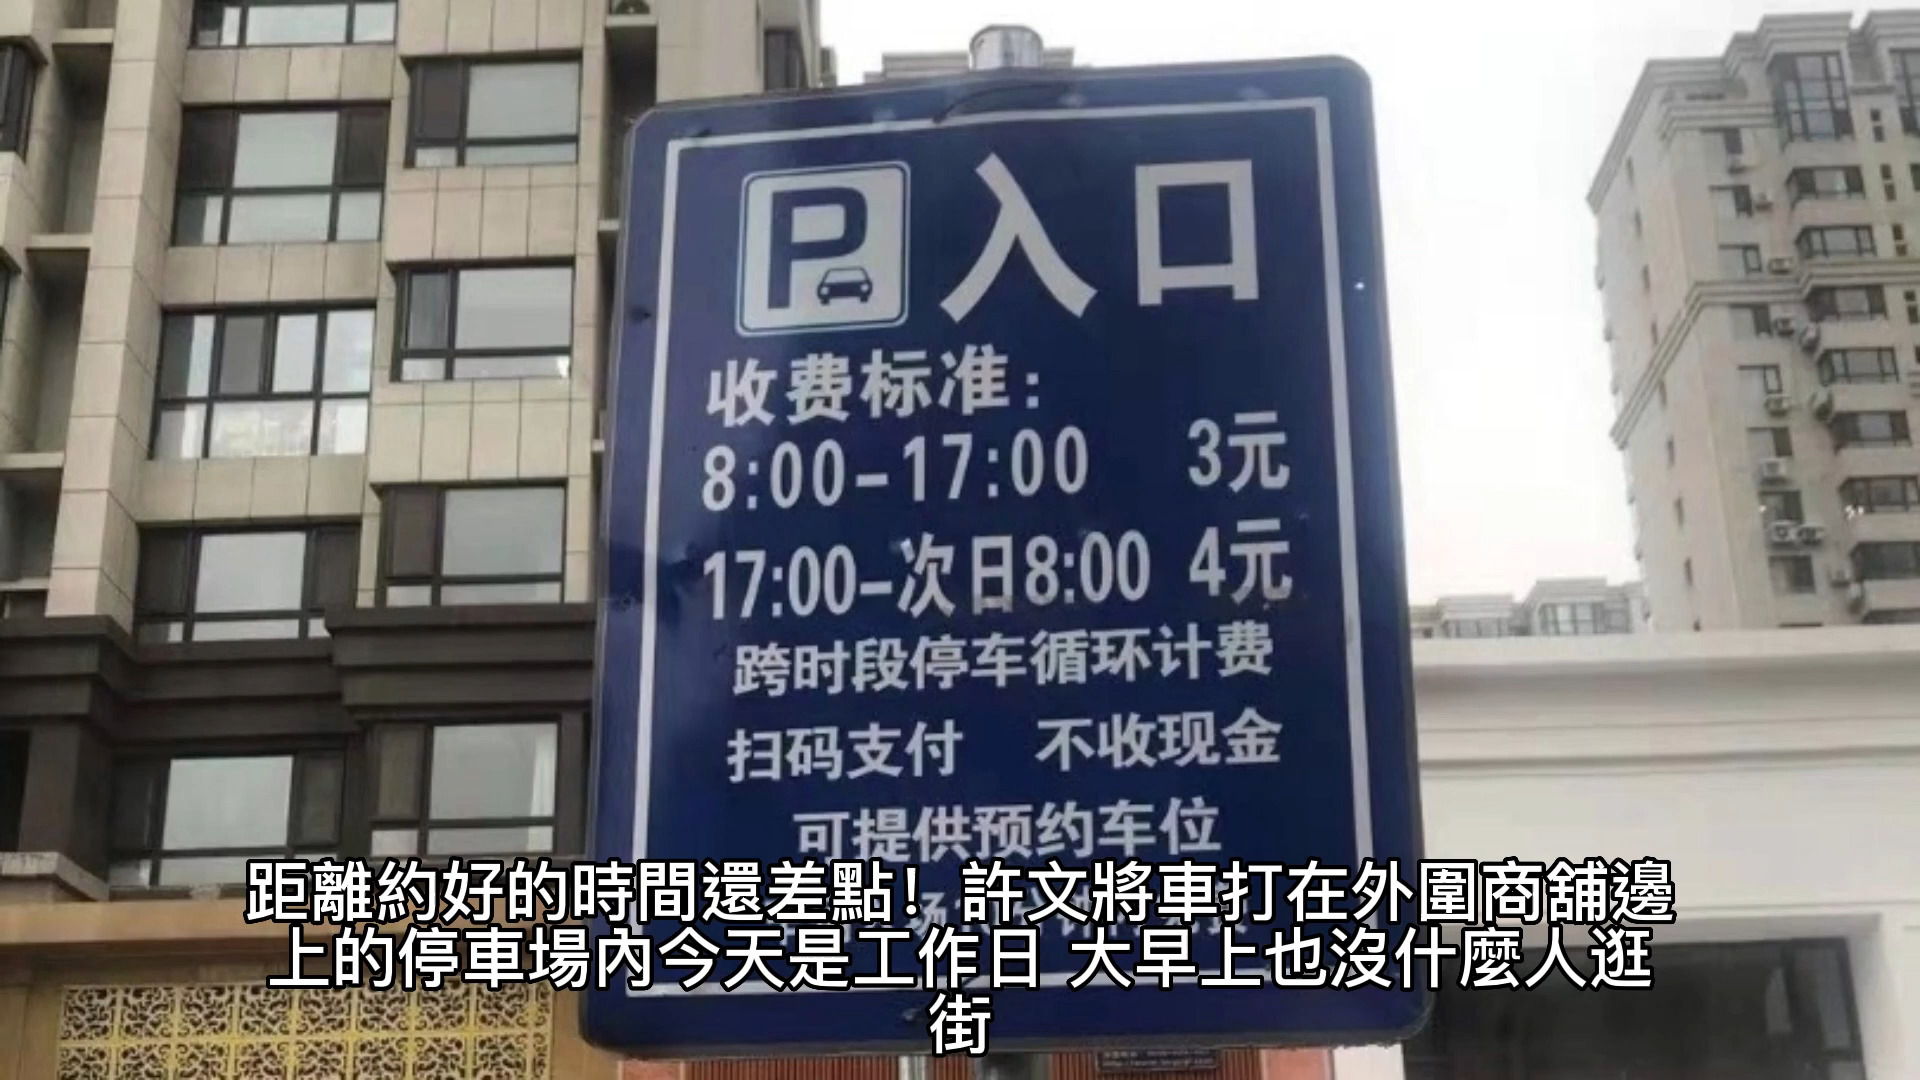 P 入口
收费标准:
8:00-17:00 3元
17:00-次日8:00 4元
跨时段停车循环计费
扫码支付 不收现金
可提供预约车位
距離約好的時間還差點!許文將車打在外圍商舖邊
上的停車場內今天是工作日 大早上也沒什麼人逛
街